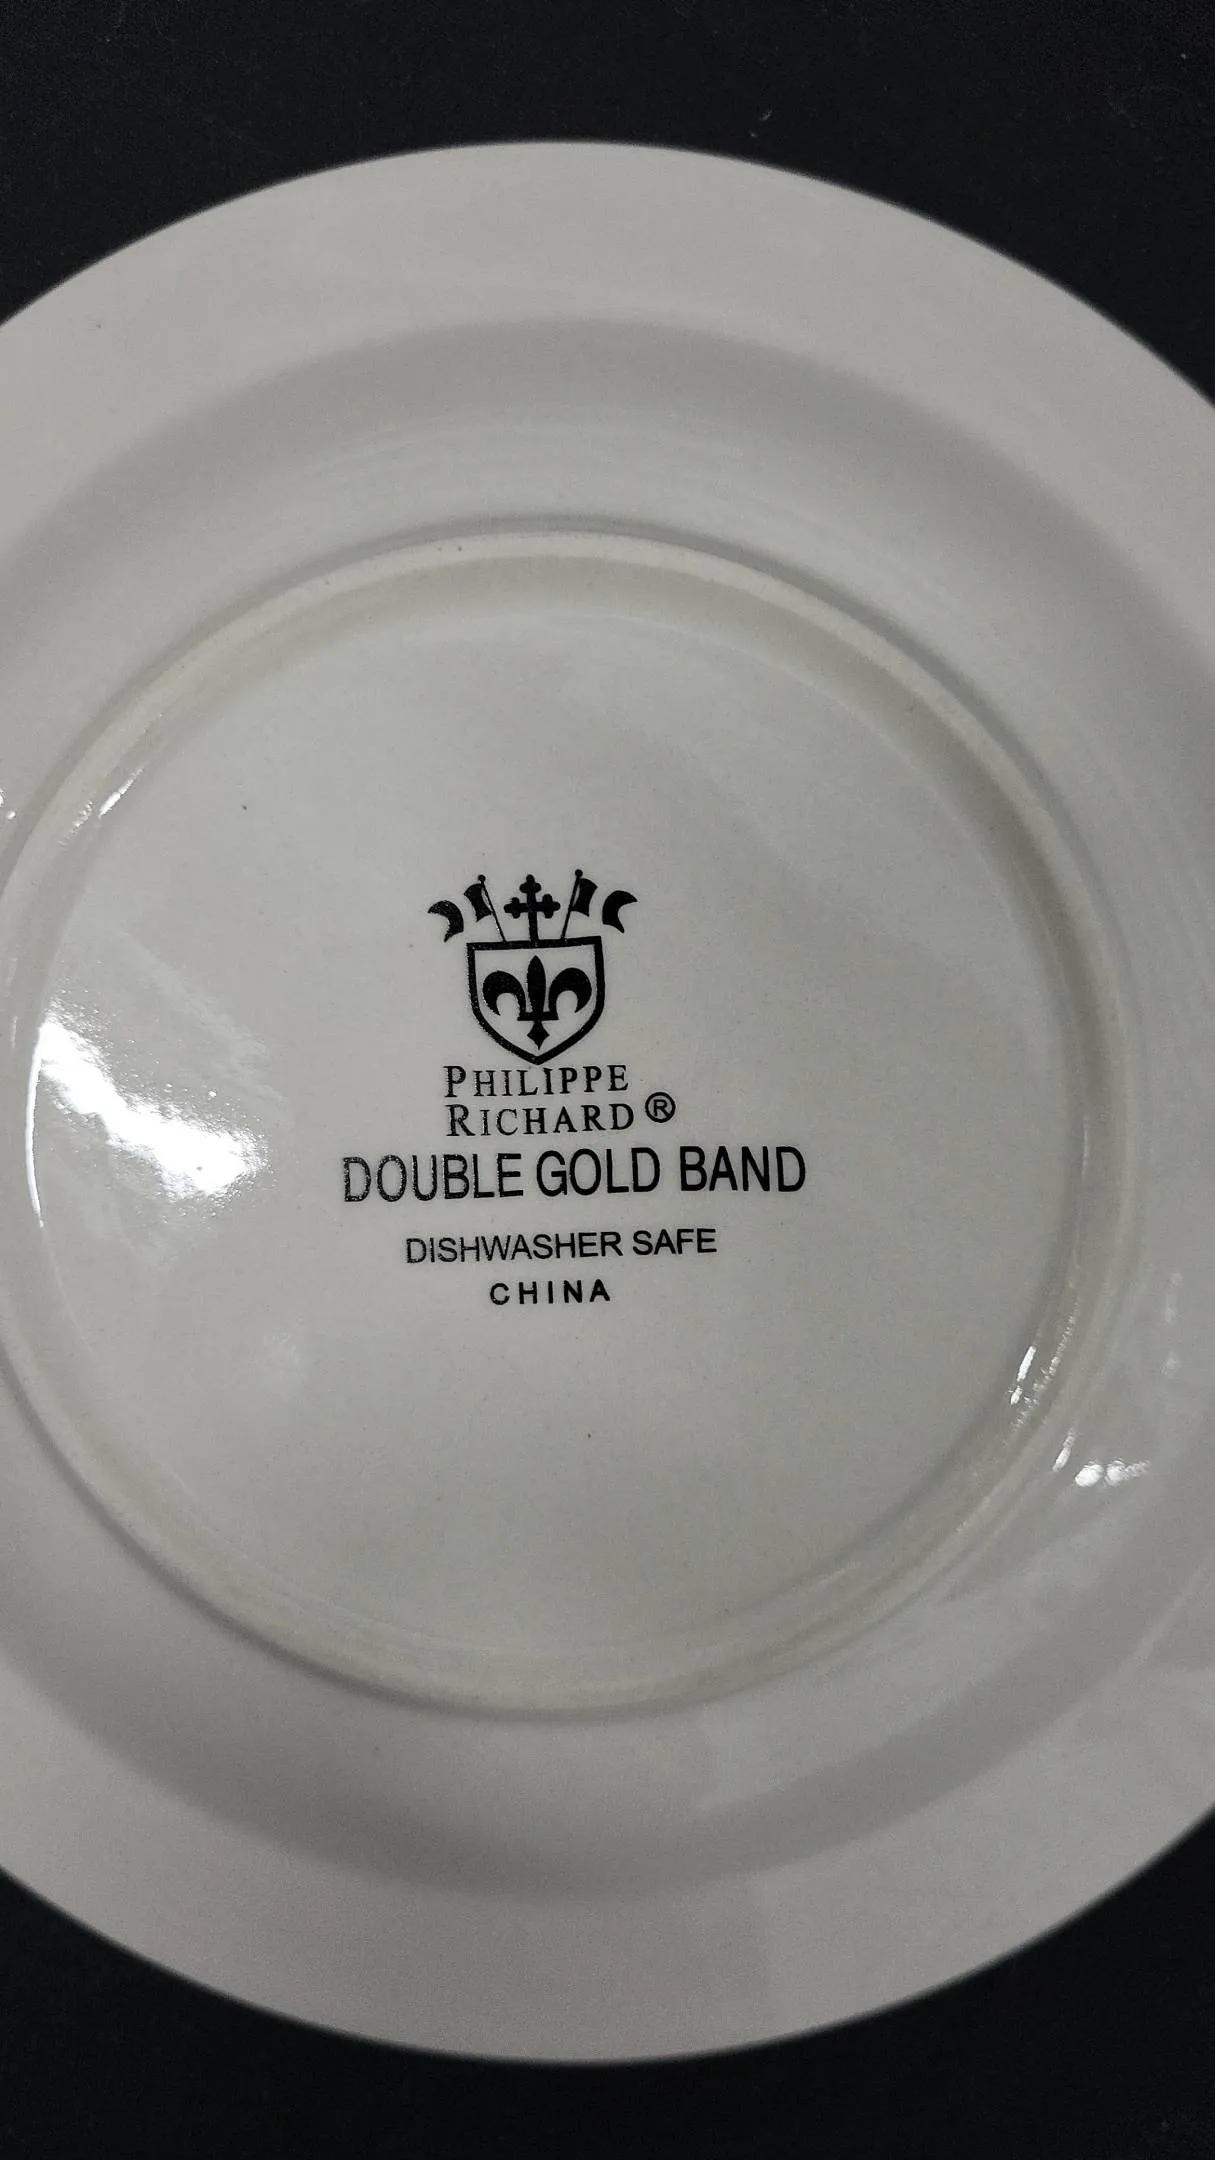 PHILIPPE
RICHARD®
DOUBLE GOLD BAND
DISHWASHER SAFE
CHINA